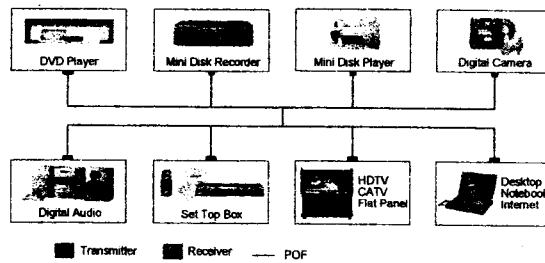 DVD Player
Mini Disk Recorder
Mini Disk Player
Digital Camera
Digital Audio
Set Top Box
HDTV
CATV
Flat Panel
Desktop
Notebook
Internet
Transmitter
Receiver
POF